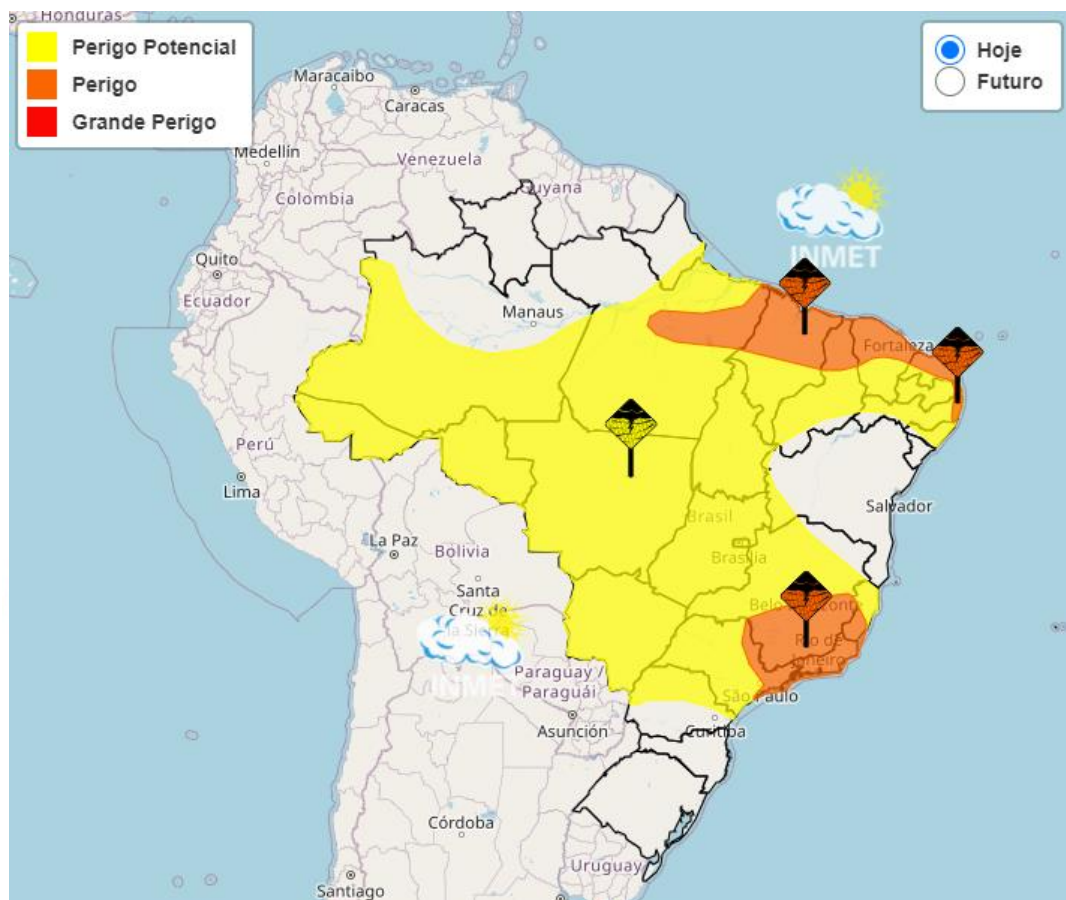 Honduras
Perigo Potencial
Perigo
Grande Perigo
Hoje
Futuro
Maracaibo
Caracas
Medellín
Venezuela
Guyana
Colombia
INMET
Quito
Ecuador
Manaus
Fortaleza
Perú
Lima
Salvador
Brasil
Brasília
La Paz
Bolivia
Santa
Cruz de
la Sierra
Belo Horizonte
Rio de
Janeiro
INMET
Paraguay /
Paraguái
São Paulo
Asunción
Curitiba
Córdoba
Uruguay
Santiago